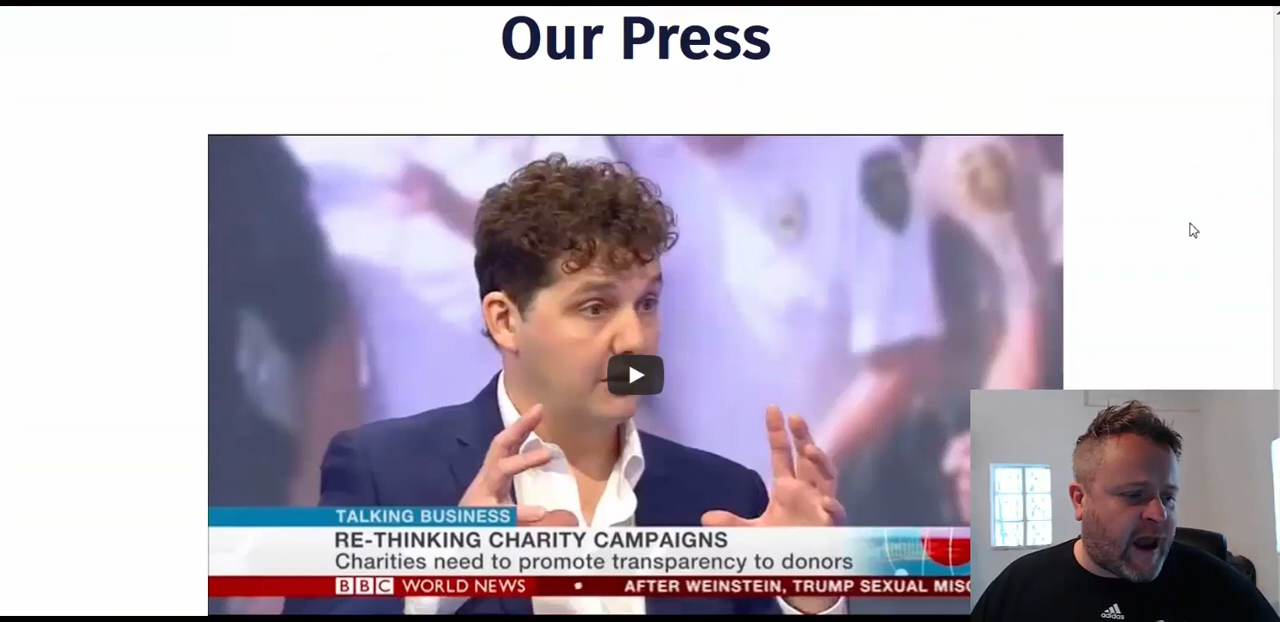 Our Press
TALKING BUSINESS
RE-THINKING CHARITY CAMPAIGNS
Charities need to promote transparency to donors
BBC WORLD NEWS • AFTER WEINSTEIN, TRUMP SEXUAL
adidas